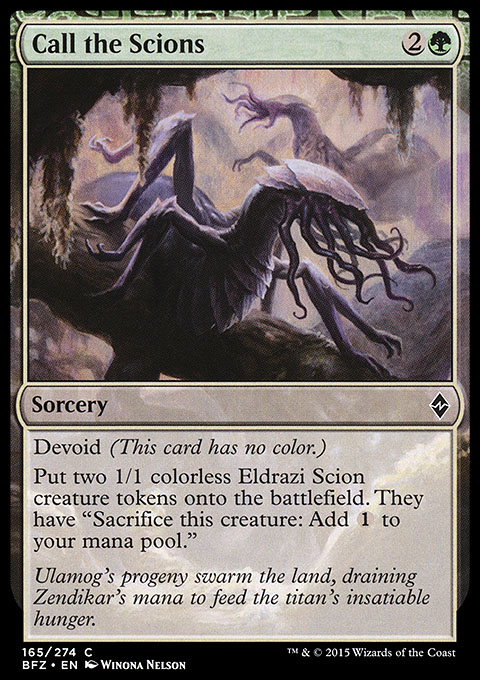 Call the Scions 2
Sorcery
Devoid (This card has no color.)
Put two 1/1 colorless Eldrazi Scion
creature tokens onto the battlefield. They
have “Sacrifice this creature: Add 1 to
your mana pool.”
Ulamog's progeny swarm the land, draining
Zendikar's mana to feed the titan's insatiable
hunger.
165/274 C
BFZ • EN Winona Nelson
™ & © 2015 Wizards of the Coast